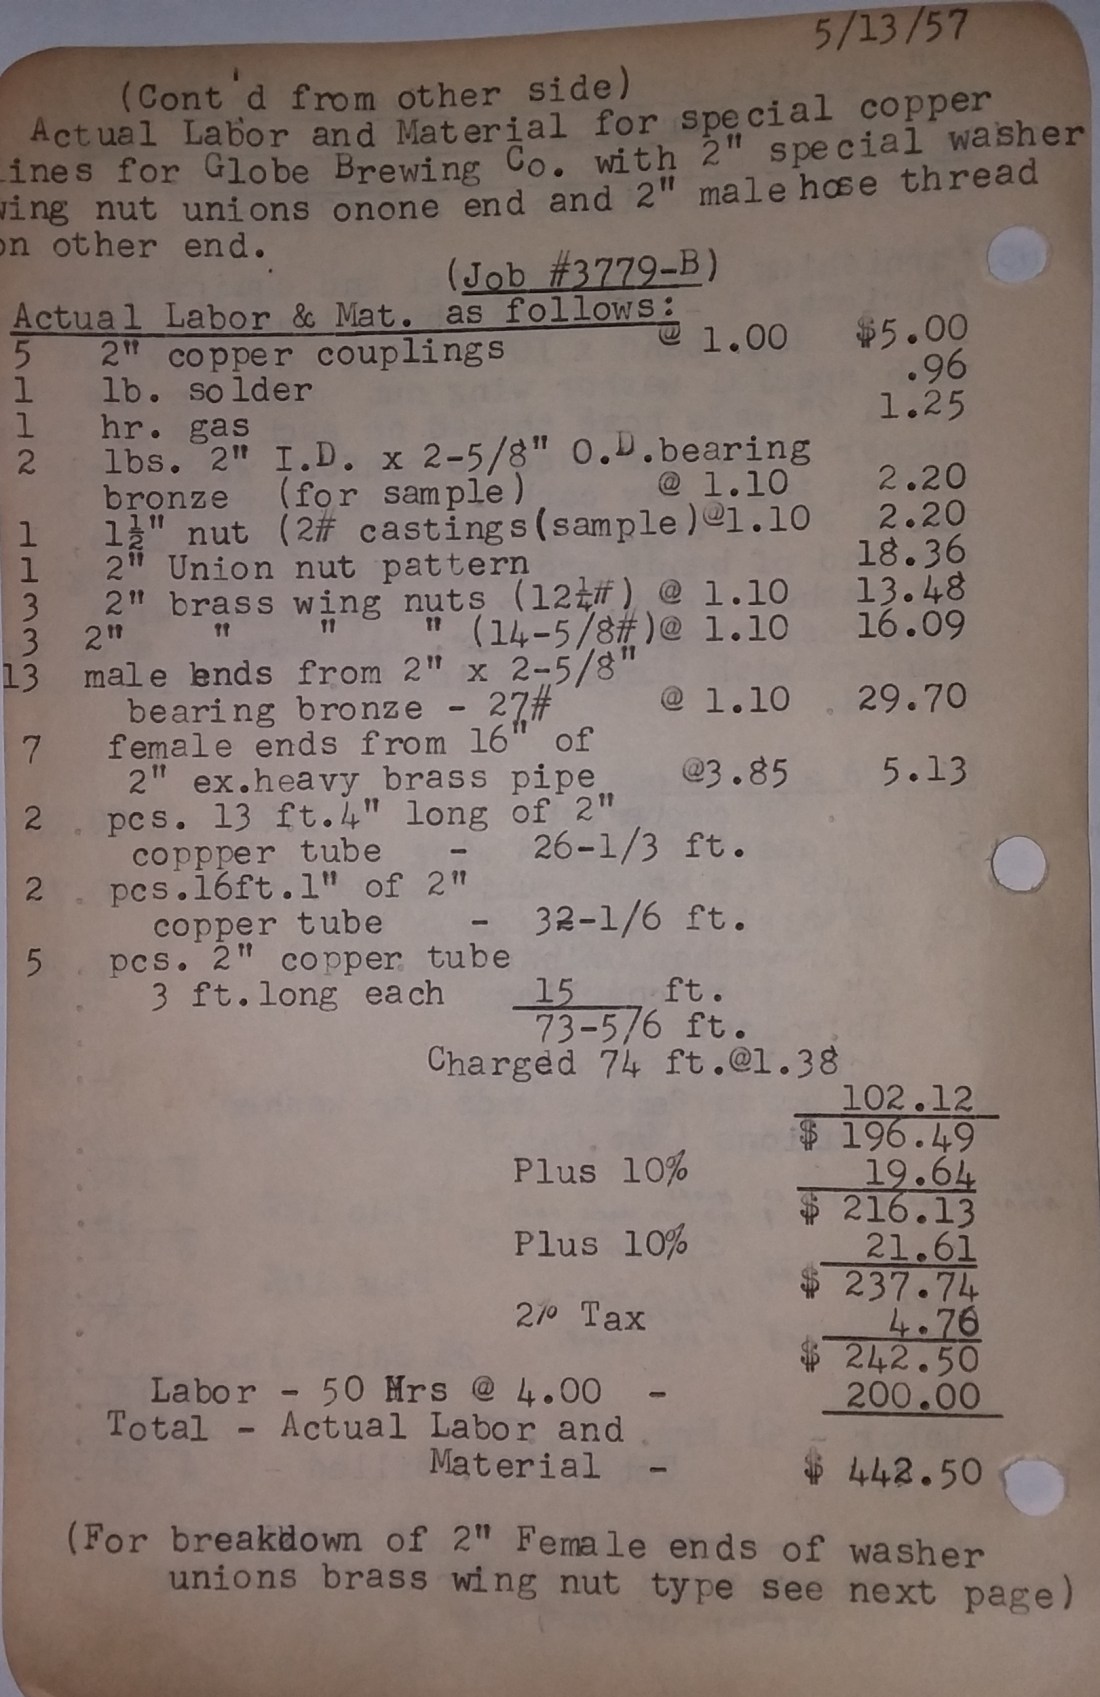 5/13/57
(Cont'd from other side)
Actual Labor and Material for special copper
ines for Globe Brewing Co. with 2" special washer
wing nut unions onone end and 2" male hose thread
on other end.
(Job #3779-B)
Actual Labor & Mat. as follows:
5 2" copper couplings @ 1.00 $5.00
1 lb. solder .96
1 hr. gas 1.25
2 lbs. 2" I.D. x 2-5/8" O.D.bearing
bronze (for sample) @ 1.10 2.20
1 1½" nut (2# castings(sample)@1.10 2.20
1 2" Union nut pattern 18.36
3 2" brass wing nuts (12¼#) @ 1.10 13.48
3 2" " " " (14-5/8#)@ 1.10 16.09
13 male ends from 2" x 2-5/8"
bearing bronze - 27# @ 1.10 29.70
7 female ends from 16" of
2" ex.heavy brass pipe @3.85 5.13
2 pcs. 13 ft.4" long of 2"
coppper tube - 26-1/3 ft.
2 pcs.16ft.1" of 2"
copper tube - 32-1/6 ft.
5 pcs. 2" copper tube
3 ft.long each 15 ft.
73-5/6 ft.
Charged 74 ft.@1.38
102.12
$ 196.49
Plus 10% 19.64
$ 216.13
Plus 10% 21.61
$ 237.74
2% Tax 4.76
$ 242.50
Labor - 50 Hrs @ 4.00 - 200.00
Total - Actual Labor and
Material - $ 442.50
(For breakdown of 2" Female ends of washer
unions brass wing nut type see next page)